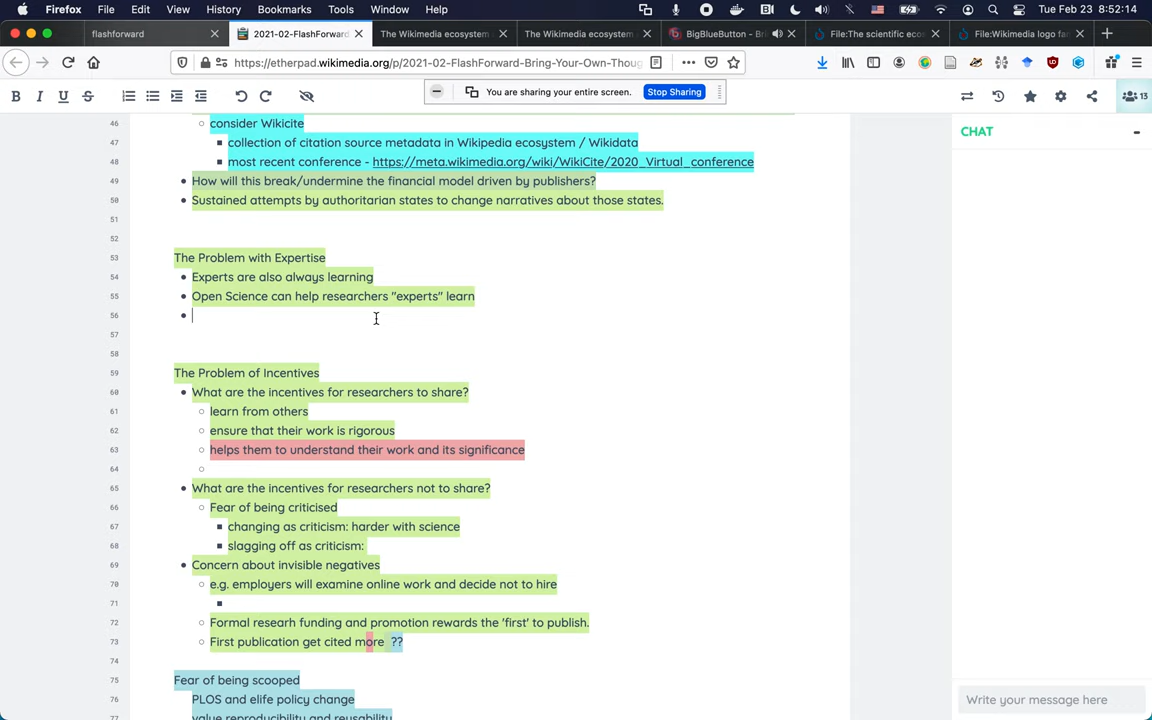 Firefox File Edit View History Bookmarks Tools Window Help Tue Feb 23 8:52:14
flashforward
2021-02-FlashForward
The Wikimedia ecosystem
The Wikimedia ecosystem
BigBlueButton - Bri
File:The scientific eco
File:Wikimedia logo fa
https://etherpad.wikimedia.org/p/2021-02-FlashForward-Bring-Your-Own-Thoug
You are sharing your entire screen. Stop Sharing
13
46 consider Wikicite
47 collection of citation source metadata in Wikipedia ecosystem / Wikidata
48 most recent conference - https://meta.wikimedia.org/wiki/WikiCite/2020_Virtual_conference
49 How will this break/undermine the financial model driven by publishers?
50 Sustained attempts by authoritarian states to change narratives about those states.
51
52
53 The Problem with Expertise
54 Experts are also always learning
55 Open Science can help researchers "experts" learn
56
57
58
59 The Problem of Incentives
60 What are the incentives for researchers to share?
61 learn from others
62 ensure that their work is rigorous
63 helps them to understand their work and its significance
64
65 What are the incentives for researchers not to share?
66 Fear of being criticised
67 changing as criticism: harder with science
68 slagging off as criticism:
69 Concern about invisible negatives
70 e.g. employers will examine online work and decide not to hire
71
72 Formal researh funding and promotion rewards the 'first' to publish.
73 First publication get cited more ??
74
75 Fear of being scooped
76 PLOS and elife policy change
77 value reproducibility and reusability
CHAT
Write your message here